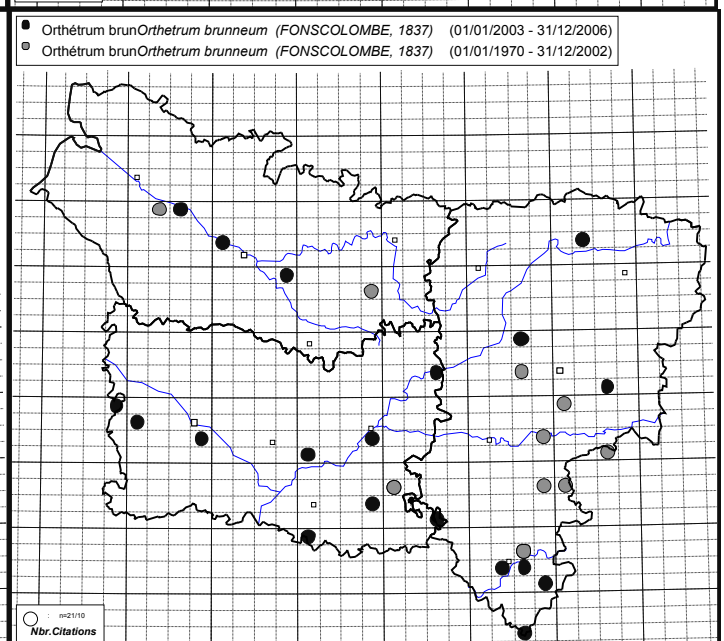 Orthétrum brunOrthetrum brunneum (FONSCOLOMBE, 1837) (01/01/2003 - 31/12/2006)
Orthétrum brunOrthetrum brunneum (FONSCOLOMBE, 1837) (01/01/1970 - 31/12/2002)
: n=21/10
Nbr.Citations